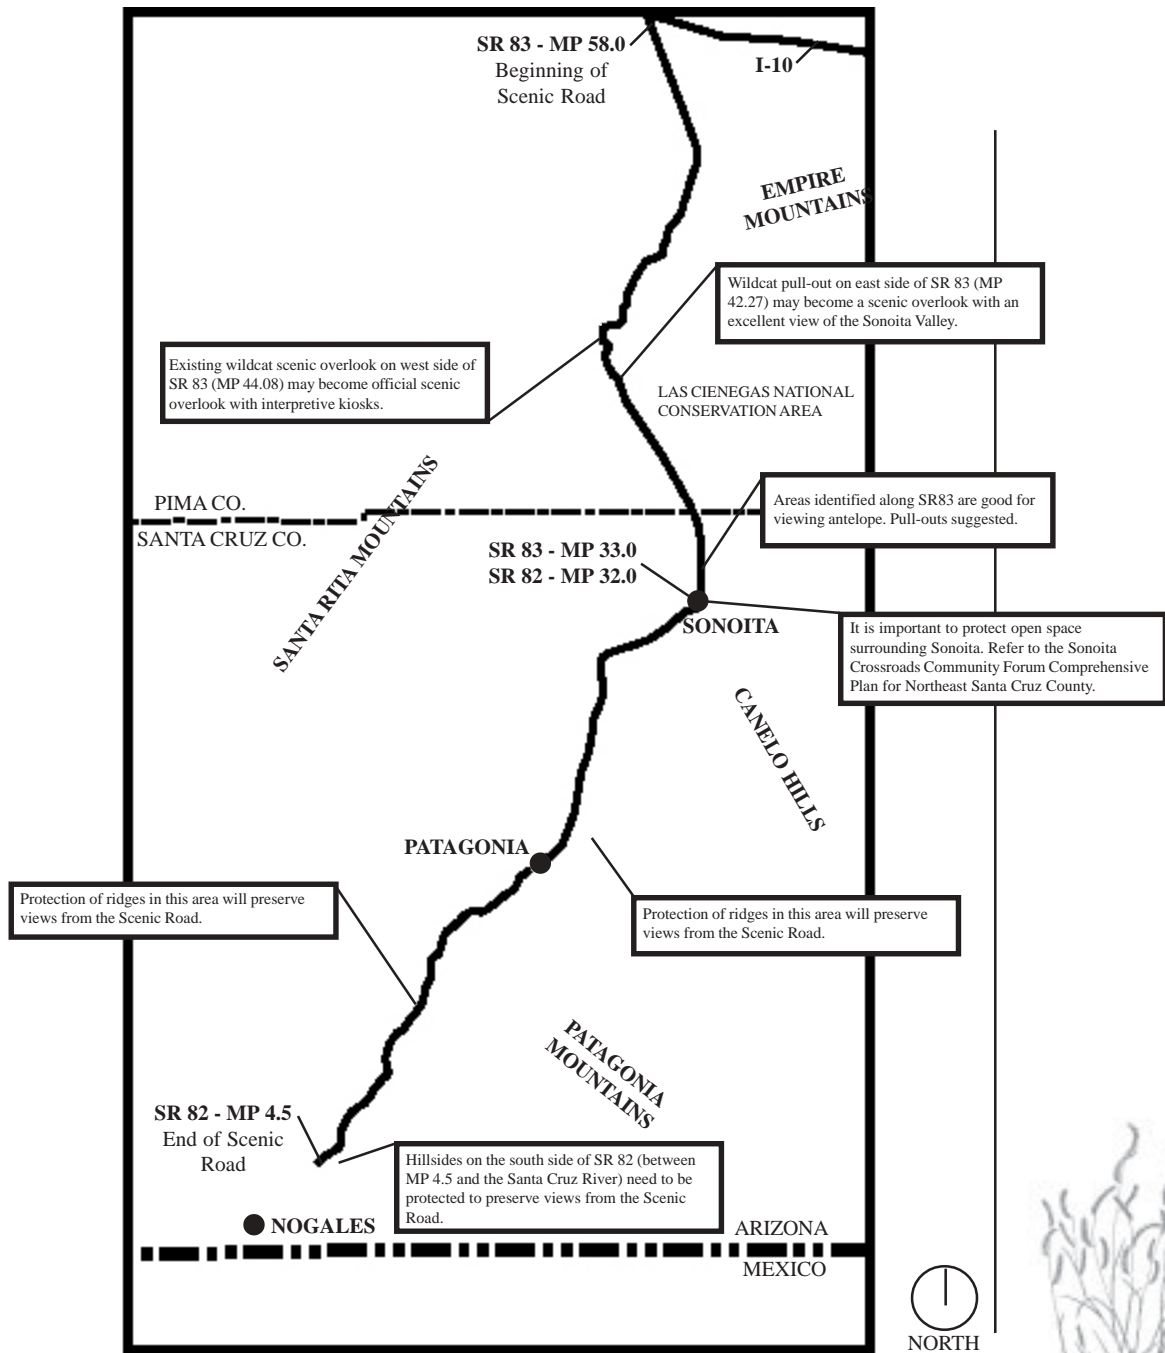 SR 83 - MP 58.0
Beginning of
Scenic Road
I-10
EMPIRE
MOUNTAINS
Wildcat pull-out on east side of SR 83 (MP
42.27) may become a scenic overlook with an
excellent view of the Sonoita Valley.
Existing wildcat scenic overlook on west side of
SR 83 (MP 44.08) may become official scenic
overlook with interpretive kiosks.
LAS CIENEGAS NATIONAL
CONSERVATION AREA
SANTA RITA MOUNTAINS
PIMA CO.
SANTA CRUZ CO.
Areas identified along SR83 are good for
viewing antelope. Pull-outs suggested.
SR 83 - MP 33.0
SR 82 - MP 32.0
SONOITA
It is important to protect open space
surrounding Sonoita. Refer to the Sonoita
Crossroads Community Forum Comprehensive
Plan for Northeast Santa Cruz County.
CANELO HILLS
PATAGONIA
Protection of ridges in this area will preserve
views from the Scenic Road.
Protection of ridges in this area will preserve
views from the Scenic Road.
PATAGONIA
MOUNTAINS
SR 82 - MP 4.5
End of Scenic
Road
Hillsides on the south side of SR 82 (between
MP 4.5 and the Santa Cruz River) need to be
protected to preserve views from the Scenic
Road.
NOGALES
ARIZONA
MEXICO
NORTH